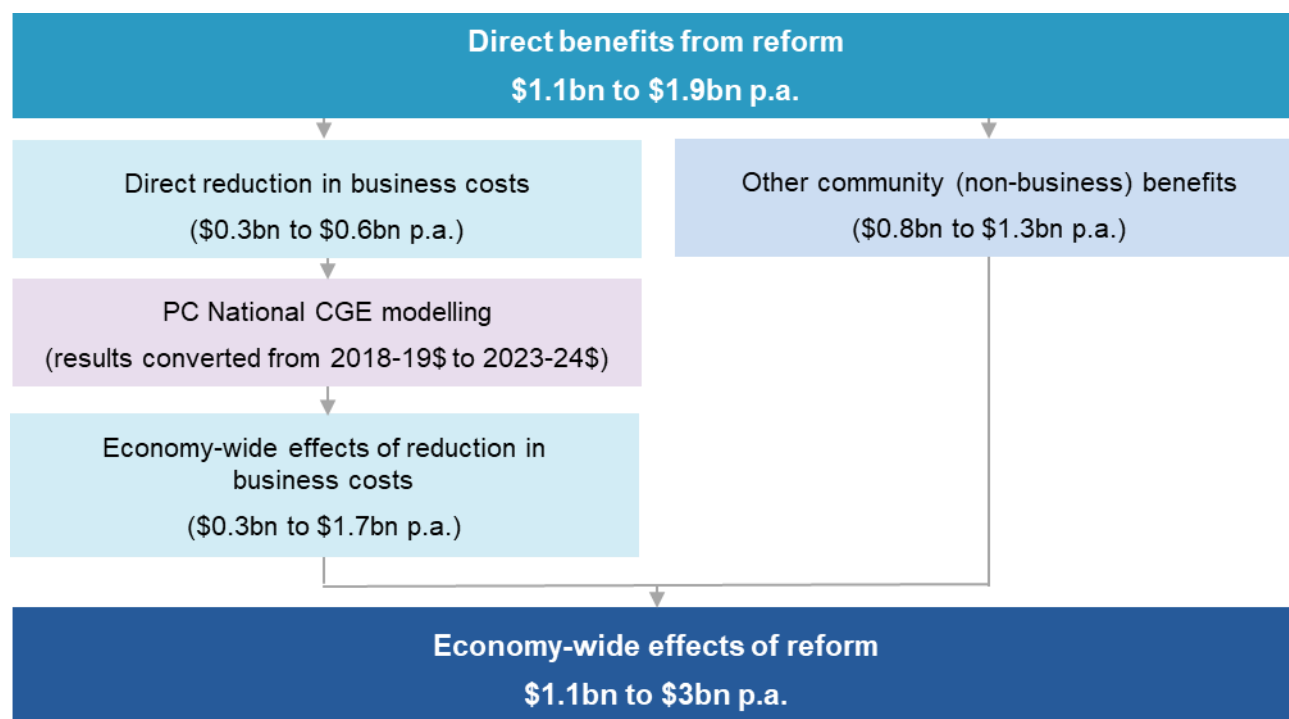 Direct benefits from reform
$1.1bn to $1.9bn p.a.
Direct reduction in business costs
($0.3bn to $0.6bn p.a.)
Other community (non-business) benefits
($0.8bn to $1.3bn p.a.)
PC National CGE modelling
(results converted from 2018-19$ to 2023-24$)
Economy-wide effects of reduction in
business costs
($0.3bn to $1.7bn p.a.)
Economy-wide effects of reform
$1.1bn to $3bn p.a.